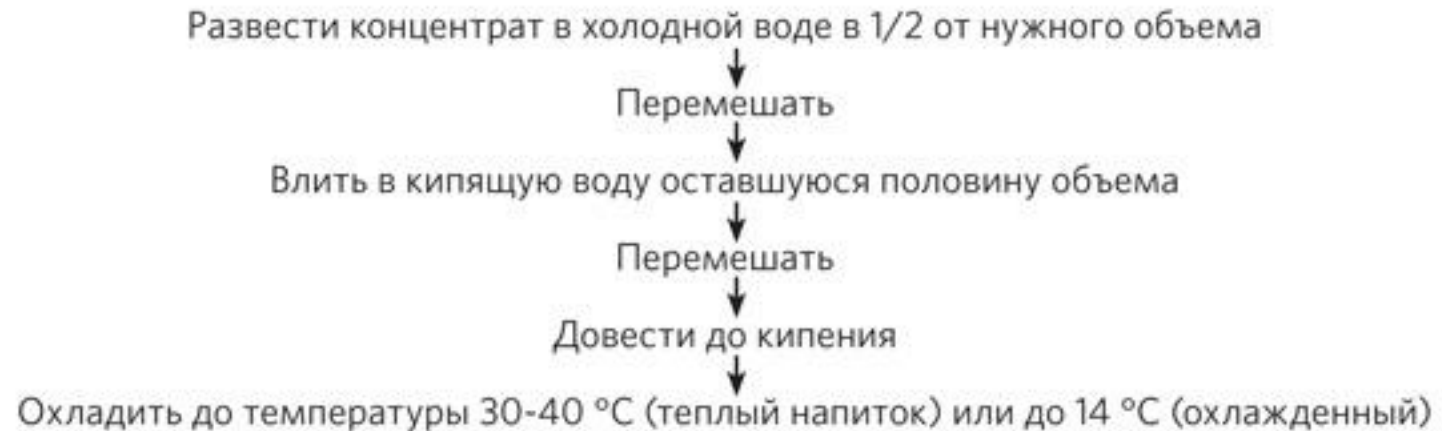 Развести концентрат в холодной воде в 1/2 от нужного объема
Перемешать
Влить в кипящую воду оставшуюся половину объема
Перемешать
Довести до кипения
Охладить до температуры 30-40 °С (теплый напиток) или до 14 °С (охлажденный)